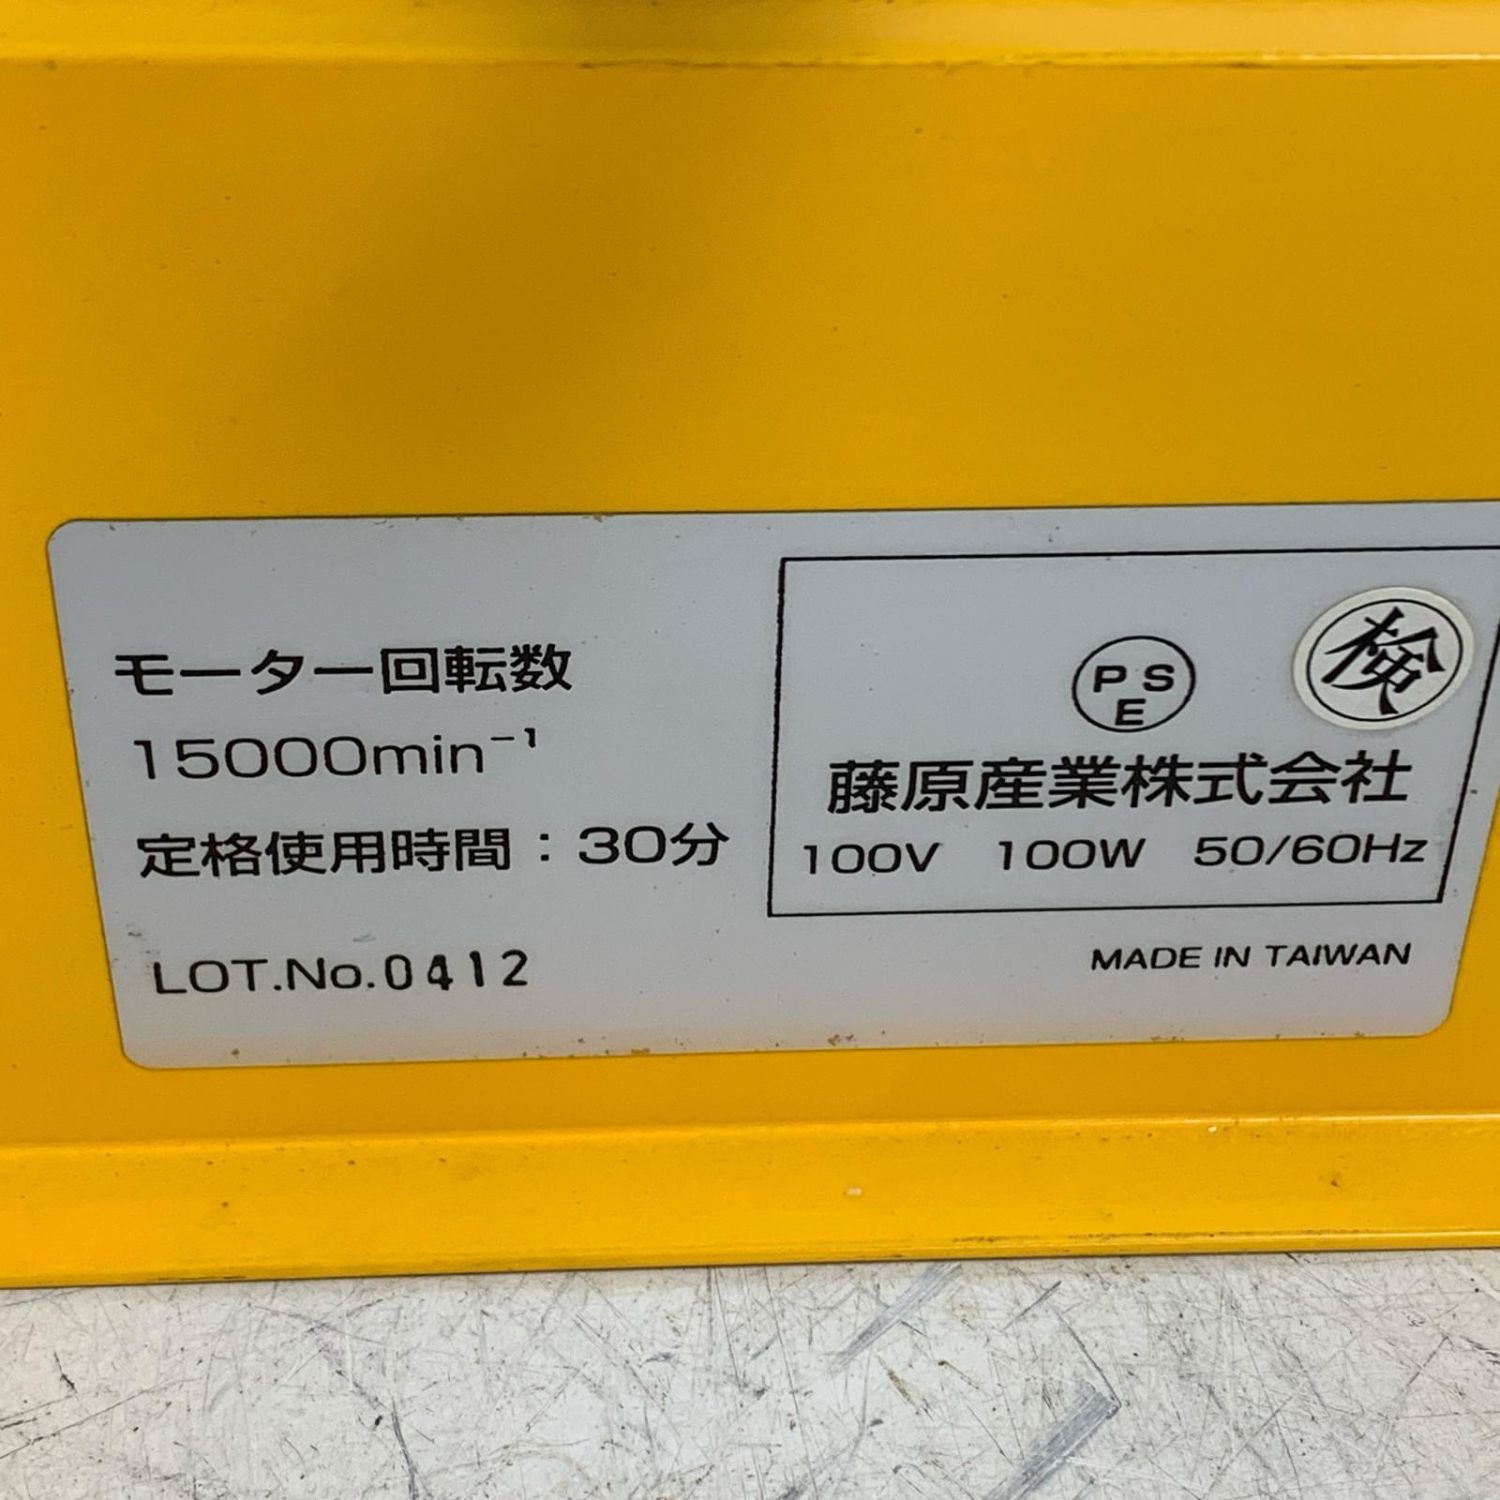 モーター回転数
15000min⁻¹
定格使用時間：30分
LOT.No.0412
PSE
検
藤原産業株式会社
100V 100W 50/60Hz
MADE IN TAIWAN